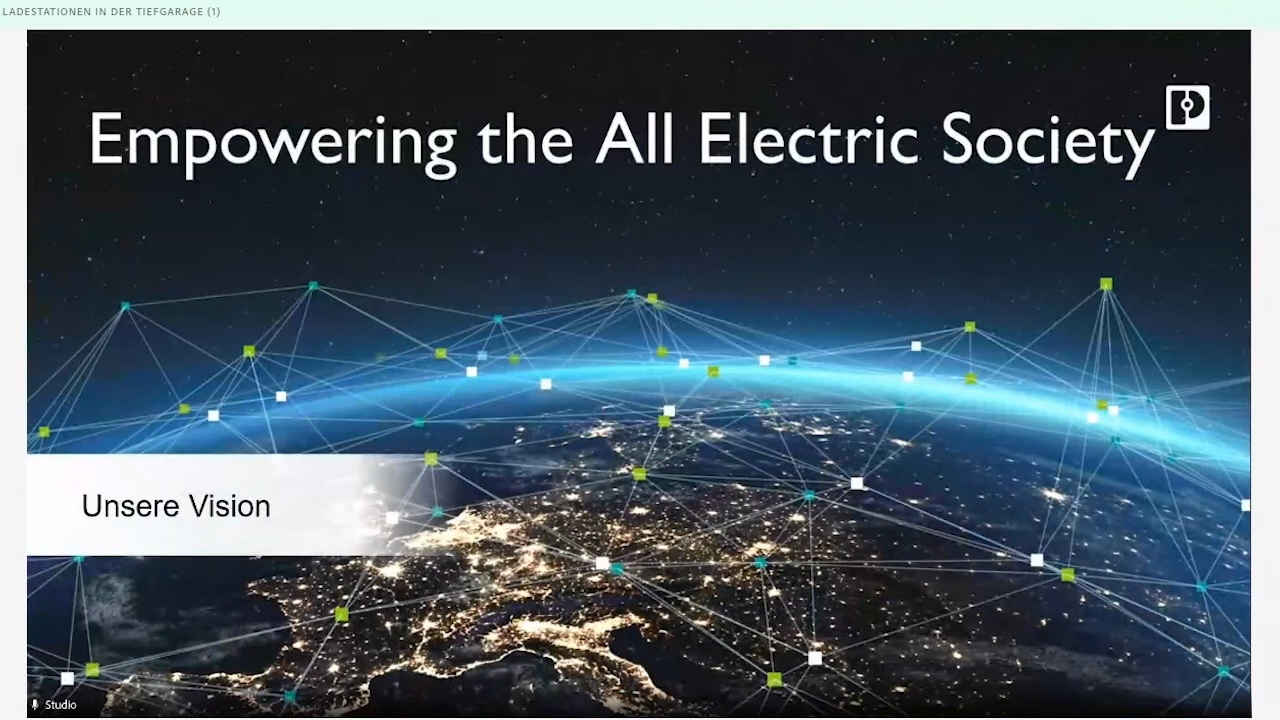 LADESTATIONEN IN DER TIEFGARAGE (1)
Empowering the All Electric Society
Unsere Vision
Studio